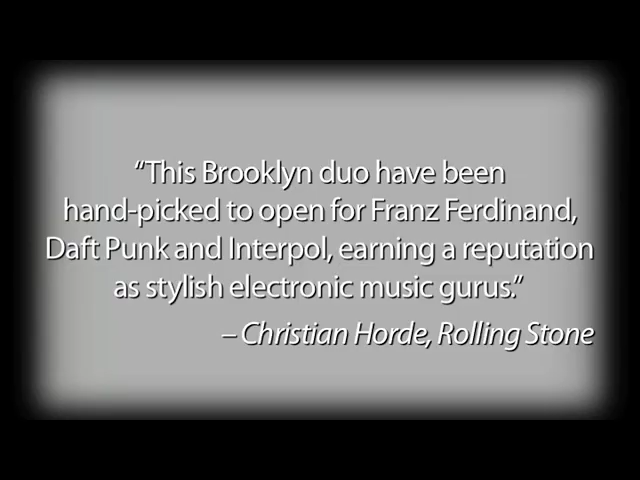 “This Brooklyn duo have been
hand-picked to open for Franz Ferdinand,
Daft Punk and Interpol, earning a reputation
as stylish electronic music gurus.”
– Christian Horde, Rolling Stone